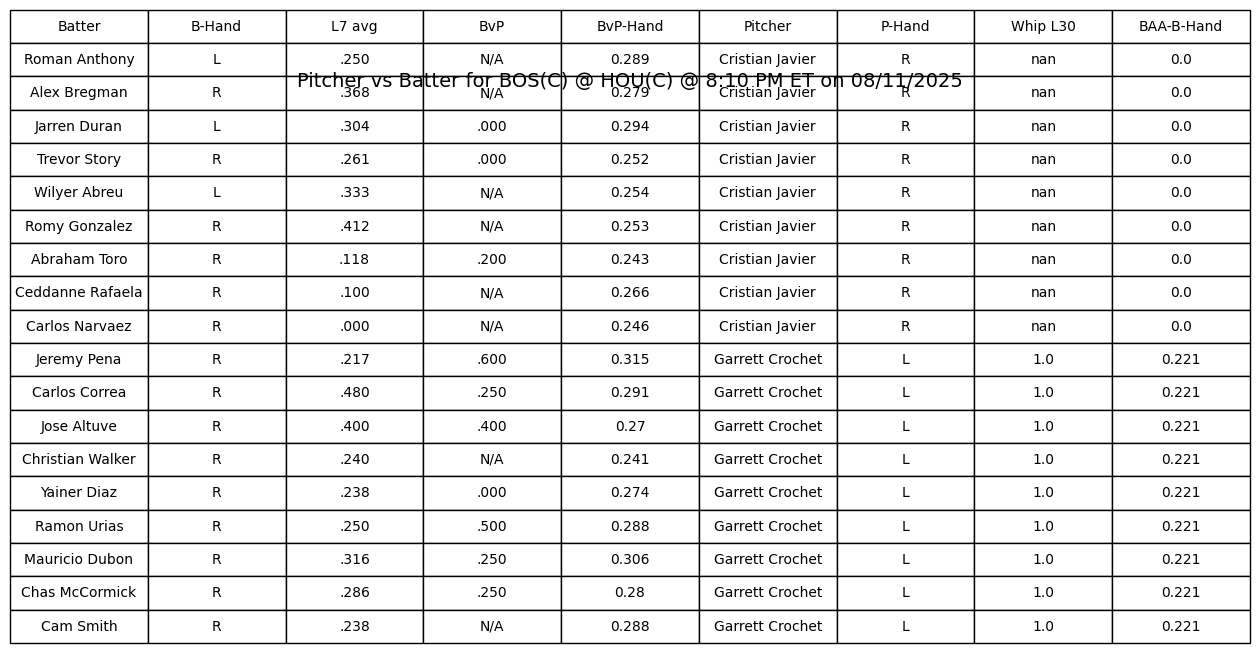 Batter B-Hand L7 avg BvP BvP-Hand Pitcher P-Hand Whip L30 BAA-B-Hand
Roman Anthony L .250 N/A 0.289 Cristian Javier R nan 0.0
Pitcher vs Batter for BOS(C) @ HOU(C) @ 8:10 PM ET on 08/11/2025
Alex Bregman R .368 N/A 0.279 Cristian Javier R nan 0.0
Jarren Duran L .304 .000 0.294 Cristian Javier R nan 0.0
Trevor Story R .261 .000 0.252 Cristian Javier R nan 0.0
Wilyer Abreu L .333 N/A 0.254 Cristian Javier R nan 0.0
Romy Gonzalez R .412 N/A 0.253 Cristian Javier R nan 0.0
Abraham Toro R .118 .200 0.243 Cristian Javier R nan 0.0
Ceddanne Rafaela R .100 N/A 0.266 Cristian Javier R nan 0.0
Carlos Narvaez R .000 N/A 0.246 Cristian Javier R nan 0.0
Jeremy Pena R .217 .600 0.315 Garrett Crochet L 1.0 0.221
Carlos Correa R .480 .250 0.291 Garrett Crochet L 1.0 0.221
Jose Altuve R .400 .400 0.27 Garrett Crochet L 1.0 0.221
Christian Walker R .240 N/A 0.241 Garrett Crochet L 1.0 0.221
Yainer Diaz R .238 .000 0.274 Garrett Crochet L 1.0 0.221
Ramon Urias R .250 .500 0.288 Garrett Crochet L 1.0 0.221
Mauricio Dubon R .316 .250 0.306 Garrett Crochet L 1.0 0.221
Chas McCormick R .286 .250 0.28 Garrett Crochet L 1.0 0.221
Cam Smith R .238 N/A 0.288 Garrett Crochet L 1.0 0.221